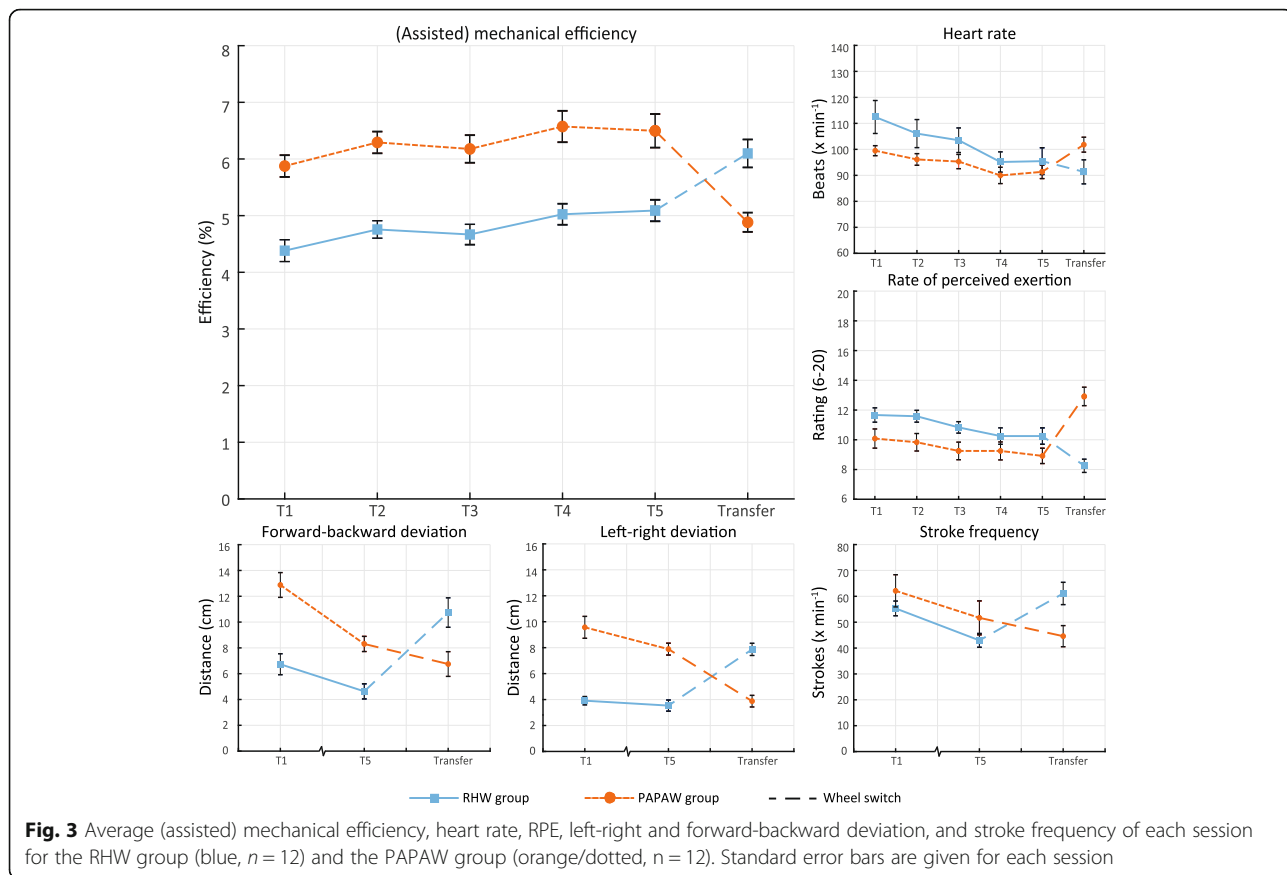 (Assisted) mechanical efficiency
Efficiency (%)
8
7
6
5
4
3
2
1
0
T1 T2 T3 T4 T5 Transfer
Heart rate
Beats (x min⁻¹)
140
130
120
110
100
90
80
70
60
T1 T2 T3 T4 T5 Transfer
Rate of perceived exertion
Rating (6-20)
20
18
16
14
12
10
8
6
T1 T2 T3 T4 T5 Transfer
Forward-backward deviation
Distance (cm)
16
14
12
10
8
6
4
2
0
T1 T5 Transfer
Left-right deviation
Distance (cm)
16
14
12
10
8
6
4
2
0
T1 T5 Transfer
Stroke frequency
Strokes (x min⁻¹)
80
70
60
50
40
30
20
10
0
T1 T5 Transfer
RHW group PAPAW group Wheel switch
Fig. 3 Average (assisted) mechanical efficiency, heart rate, RPE, left-right and forward-backward deviation, and stroke frequency of each session
for the RHW group (blue, n = 12) and the PAPAW group (orange/dotted, n = 12). Standard error bars are given for each session